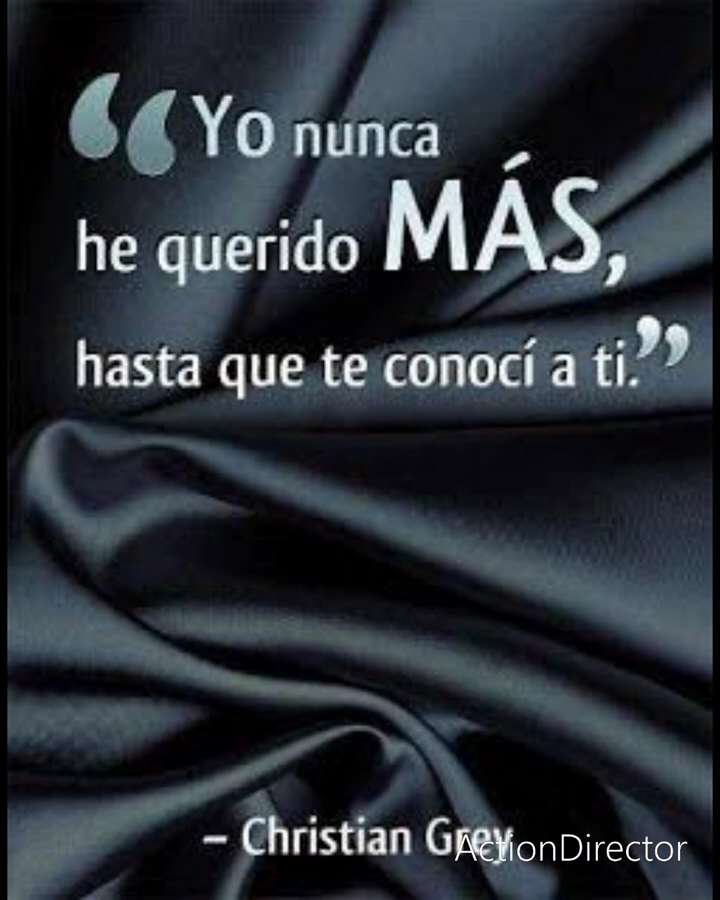 “Yo nunca
he querido MÁS,
hasta que te conocí a ti.”
– Christian Grey
ActionDirector